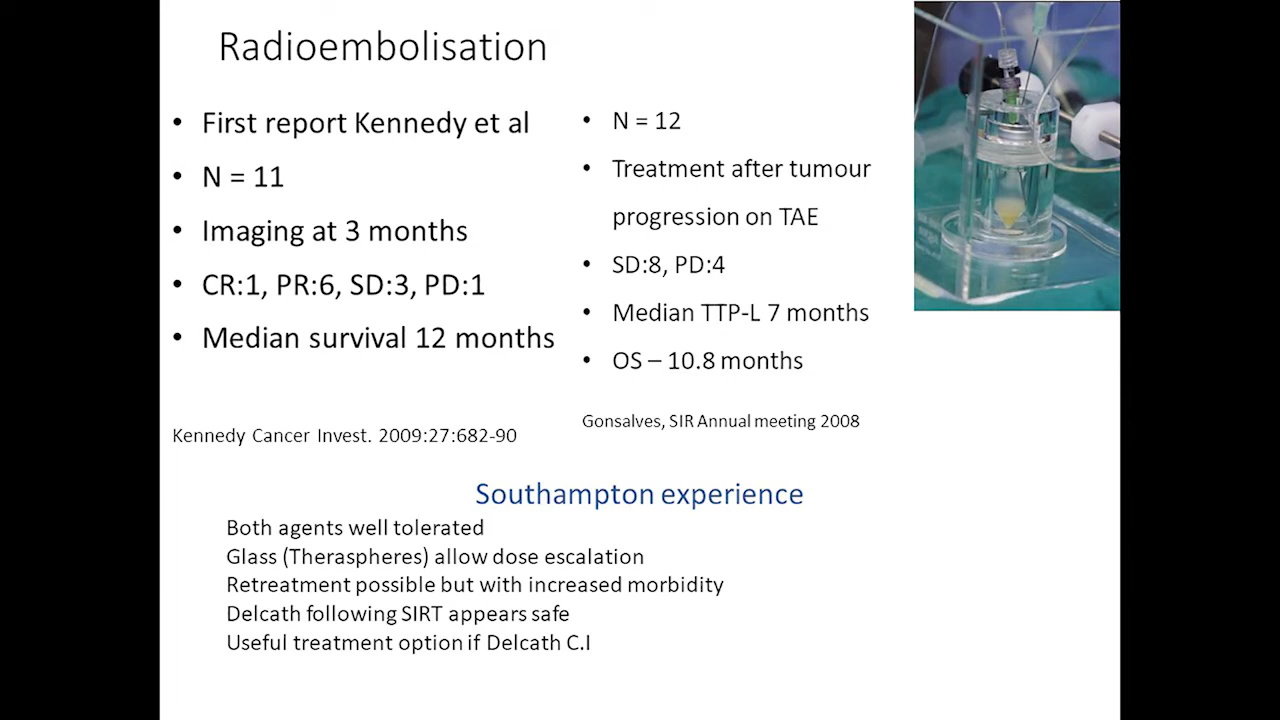 Radioembolisation
• First report Kennedy et al
• N = 11
• Imaging at 3 months
• CR:1, PR:6, SD:3, PD:1
• Median survival 12 months
Kennedy Cancer Invest. 2009:27:682-90
• N = 12
• Treatment after tumour
progression on TAE
• SD:8, PD:4
• Median TTP-L 7 months
• OS – 10.8 months
Gonsalves, SIR Annual meeting 2008
Southampton experience
Both agents well tolerated
Glass (Theraspheres) allow dose escalation
Retreatment possible but with increased morbidity
Delcath following SIRT appears safe
Useful treatment option if Delcath C.I